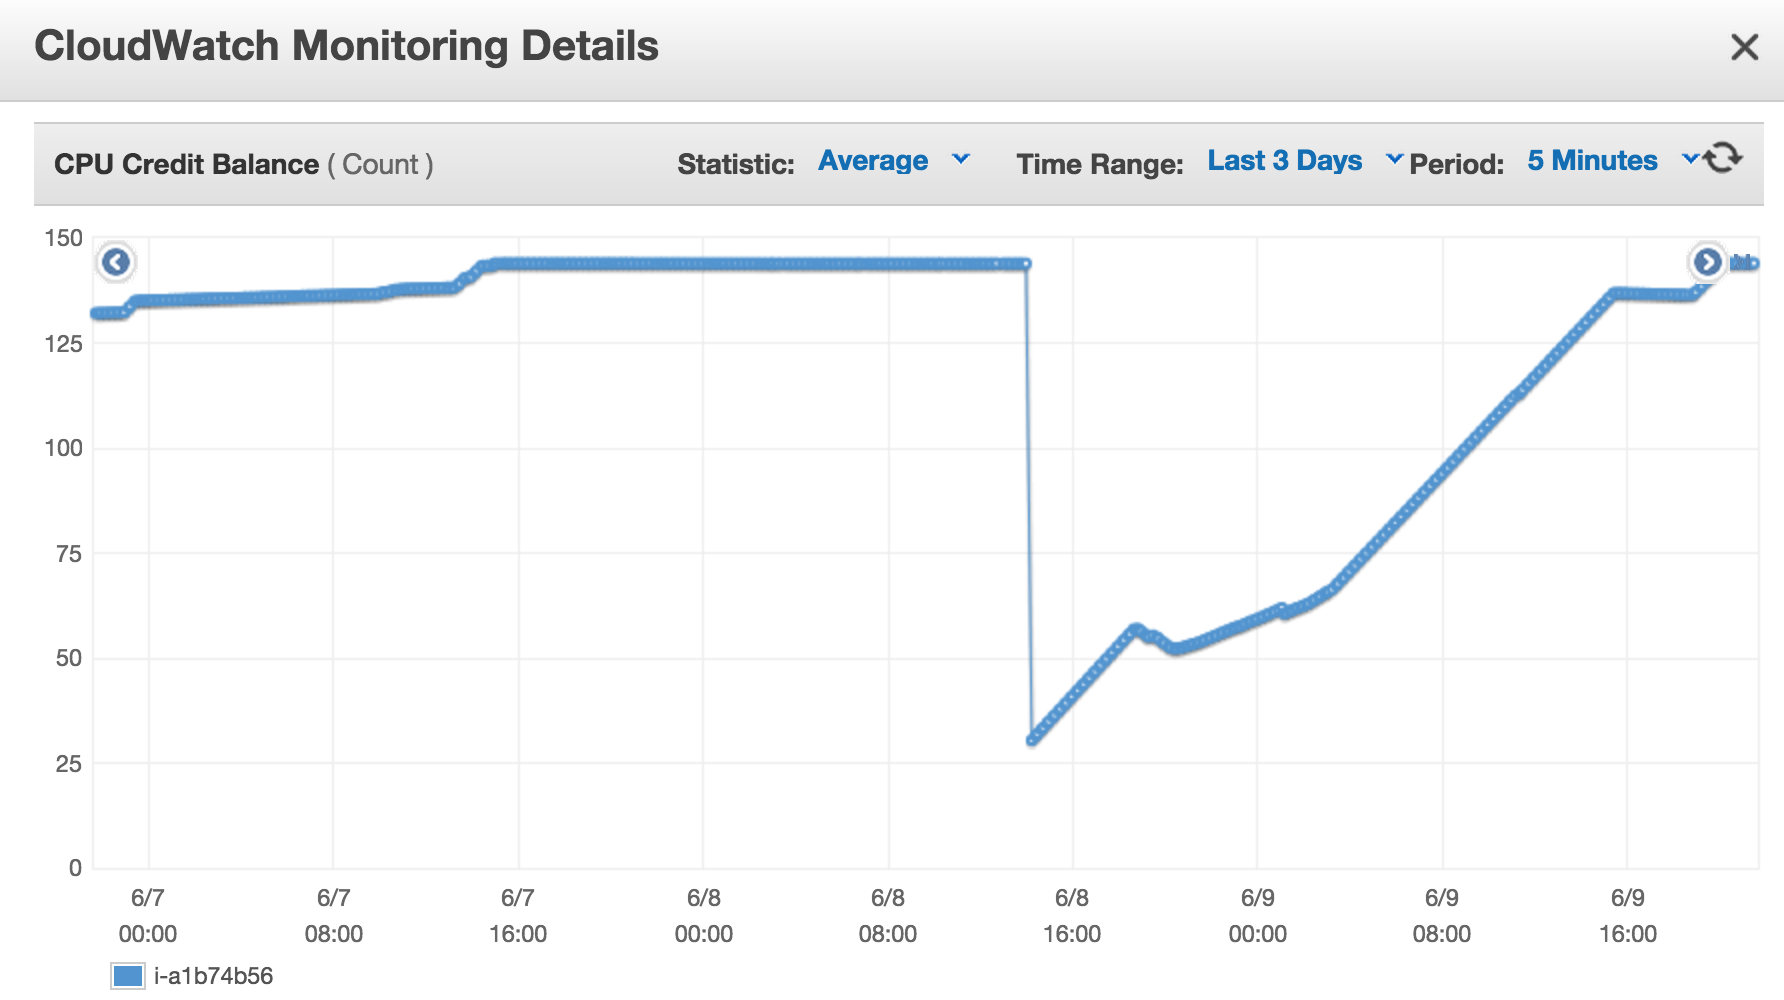 CloudWatch Monitoring Details
CPU Credit Balance ( Count ) Statistic: Average Time Range: Last 3 Days Period: 5 Minutes
150
125
100
75
50
25
0
6/7 6/7 6/7 6/8 6/8 6/8 6/9 6/9 6/9
00:00 08:00 16:00 00:00 08:00 16:00 00:00 08:00 16:00
i-a1b74b56